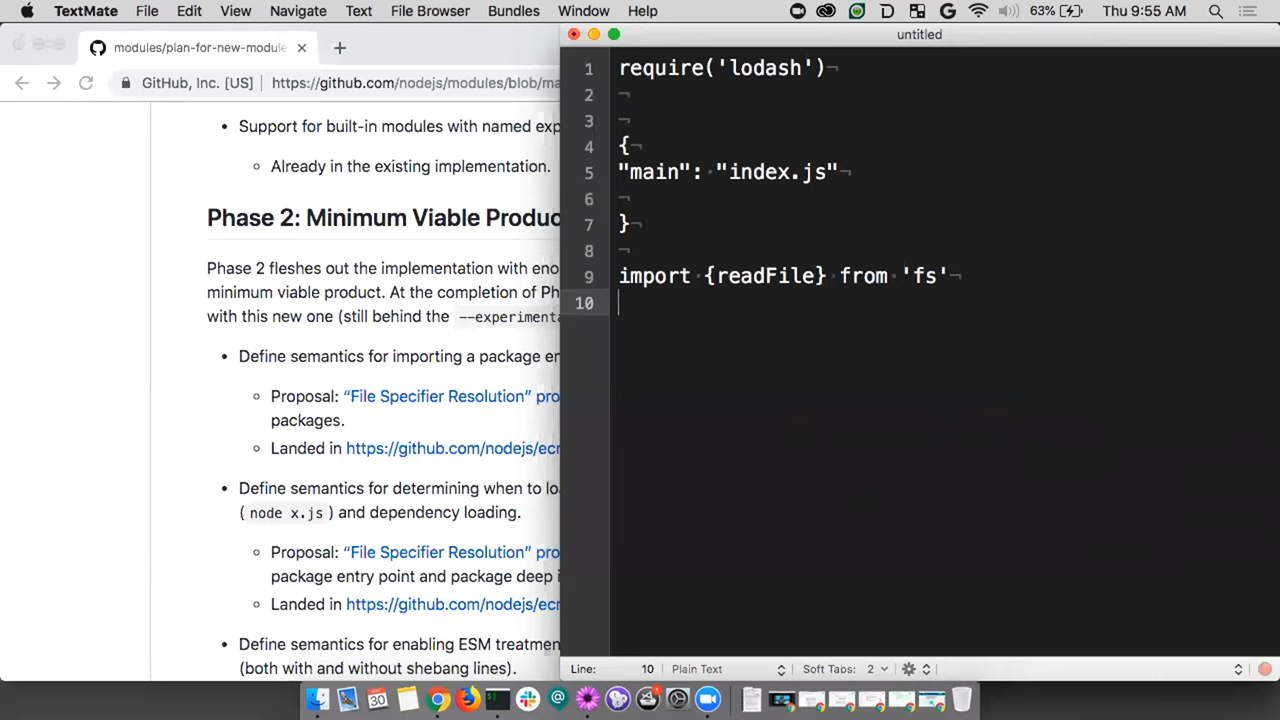 TextMate File Edit View Navigate Text File Browser Bundles Window Help 63% Thu 9:55 AM
modules/plan-for-new-module
GitHub, Inc. [US] https://github.com/nodejs/modules/blob/ma
Support for built-in modules with named exp
Already in the existing implementation.
Phase 2: Minimum Viable Produc
Phase 2 fleshes out the implementation with eno
minimum viable product. At the completion of Ph
with this new one (still behind the --experimenta
Define semantics for importing a package en
Proposal: “File Specifier Resolution” pro
packages.
Landed in https://github.com/nodejs/ecr
Define semantics for determining when to loa
( node x.js ) and dependency loading.
Proposal: “File Specifier Resolution” pro
package entry point and package deep i
Landed in https://github.com/nodejs/ecr
Define semantics for enabling ESM treatment
(both with and without shebang lines).
untitled
1 require('lodash')¬
2 ¬
3 ¬
4 {¬
5 "main":·"index.js"¬
6 ¬
7 }¬
8 ¬
9 import·{readFile}·from·'fs'¬
10
Line: 10 Plain Text Soft Tabs: 2
30